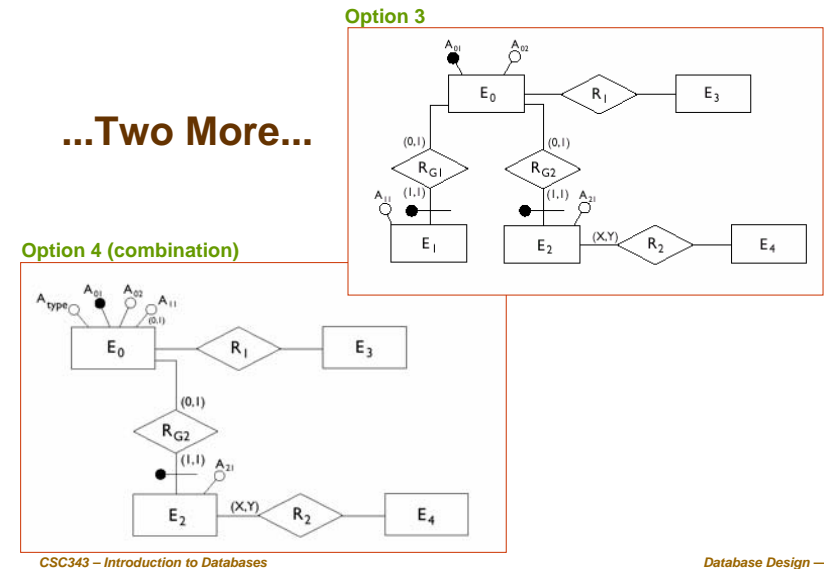 Option 3
...Two More...
A01 A02
E0 R1 E3
(0,1) (0,1)
RG1 RG2
A11 (1,1) (1,1) A21
E1 E2 (X,Y) R2 E4
Option 4 (combination)
Atype A01 A02 A11
(0,1)
E0 R1 E3
(0,1)
RG2
(1,1) A21
E2 (X,Y) R2 E4
CSC343 – Introduction to Databases Database Design —